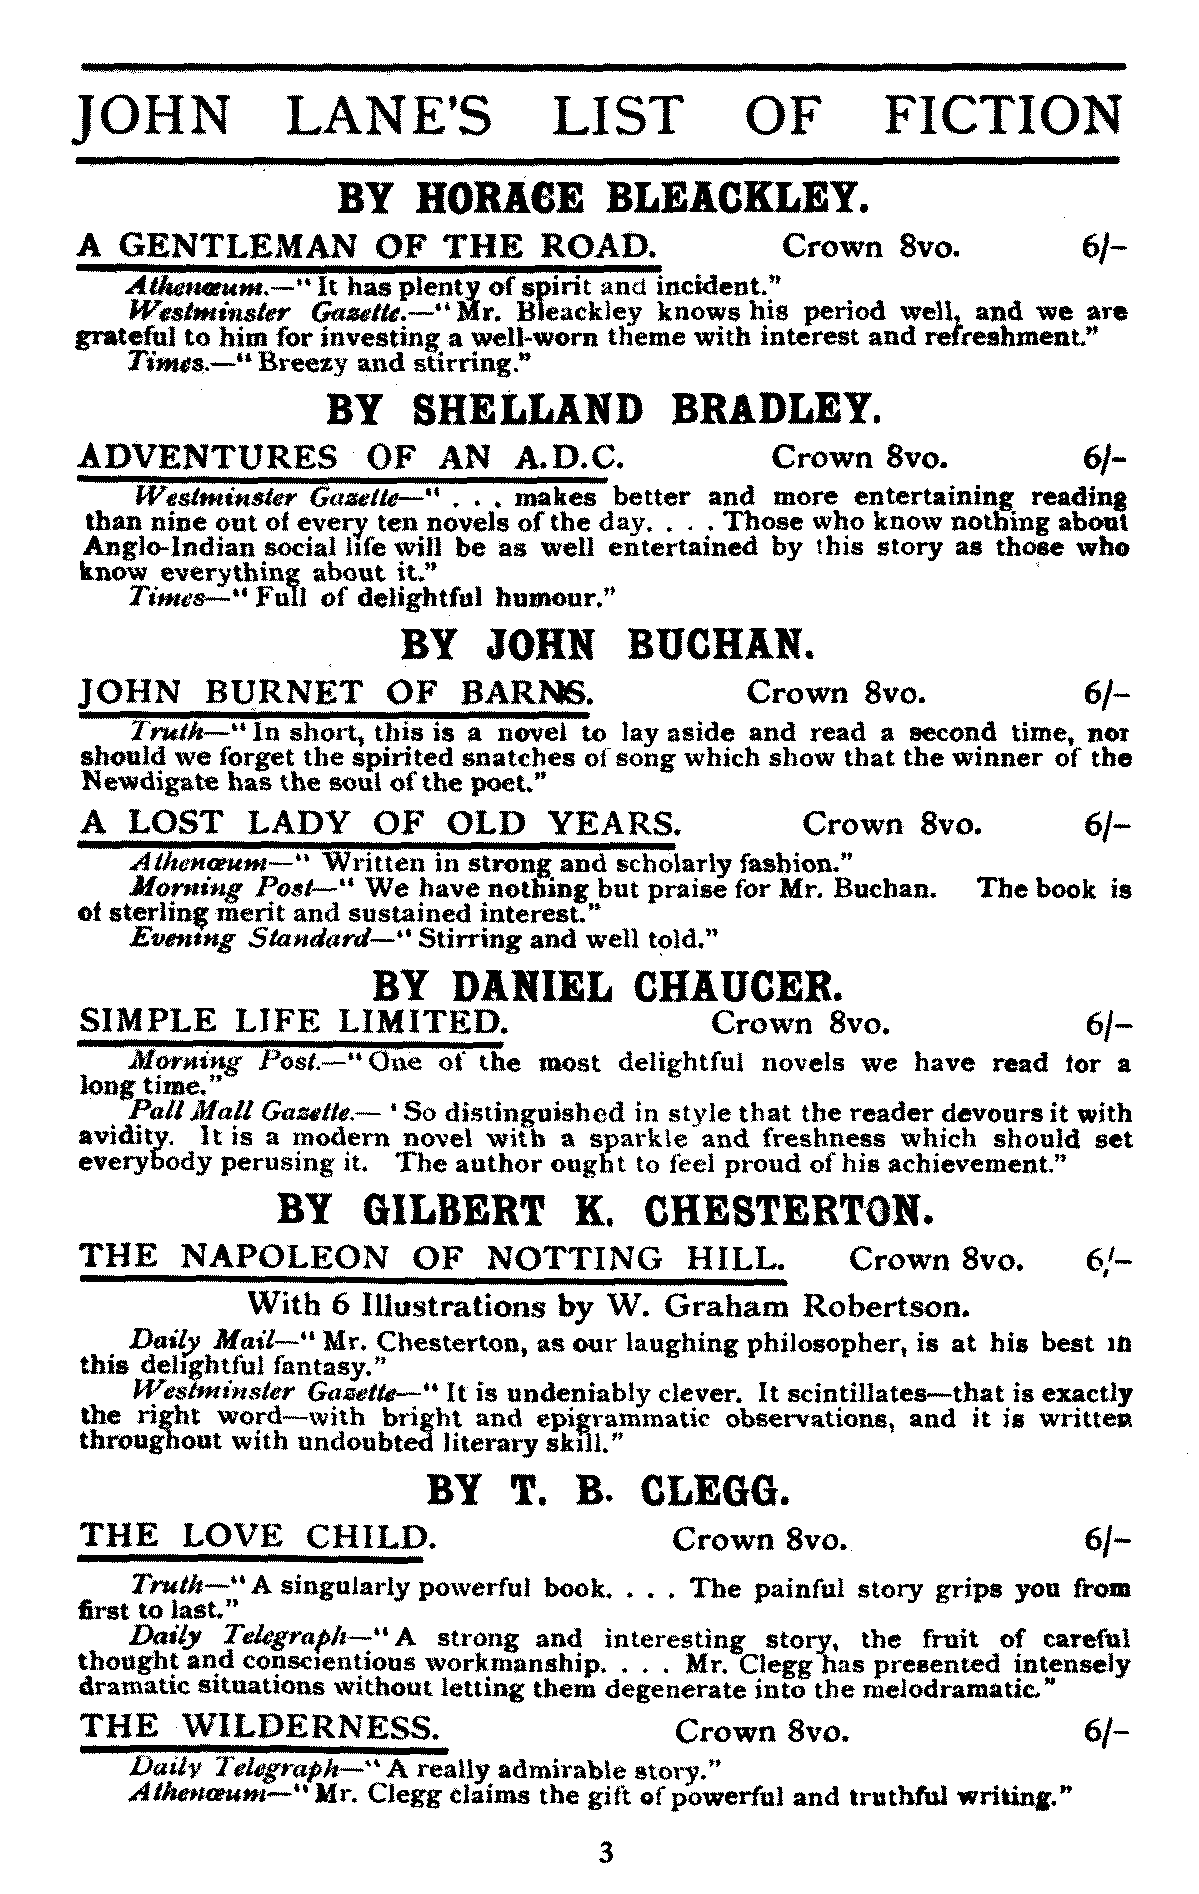 JOHN LANE'S LIST OF FICTION
BY HORACE BLEACKLEY.
A GENTLEMAN OF THE ROAD. Crown 8vo. 6/-
Athenæum.—"It has plenty of spirit and incident."
Westminster Gazette.—"Mr. Bleackley knows his period well, and we are
grateful to him for investing a well-worn theme with interest and refreshment."
Times.—"Breezy and stirring."
BY SHELLAND BRADLEY.
ADVENTURES OF AN A.D.C. Crown 8vo. 6/-
Westminster Gazette—" . . . makes better and more entertaining reading
than nine out of every ten novels of the day. . . . Those who know nothing about
Anglo-Indian social life will be as well entertained by this story as those who
know everything about it."
Times—"Full of delightful humour."
BY JOHN BUCHAN.
JOHN BURNET OF BARNS. Crown 8vo. 6/-
Truth—"In short, this is a novel to lay aside and read a second time, nor
should we forget the spirited snatches of song which show that the winner of the
Newdigate has the soul of the poet."
A LOST LADY OF OLD YEARS. Crown 8vo. 6/-
Athenæum—" Written in strong and scholarly fashion."
Morning Post—" We have nothing but praise for Mr. Buchan. The book is
of sterling merit and sustained interest."
Evening Standard—"Stirring and well told."
BY DANIEL CHAUCER.
SIMPLE LIFE LIMITED. Crown 8vo. 6/-
Morning Post.—"One of the most delightful novels we have read for a
long time."
Pall Mall Gazette.—'So distinguished in style that the reader devours it with
avidity. It is a modern novel with a sparkle and freshness which should set
everybody perusing it. The author ought to feel proud of his achievement."
BY GILBERT K. CHESTERTON.
THE NAPOLEON OF NOTTING HILL. Crown 8vo. 6/-
With 6 Illustrations by W. Graham Robertson.
Daily Mail—"Mr. Chesterton, as our laughing philosopher, is at his best in
this delightful fantasy."
Westminster Gazette—"It is undeniably clever. It scintillates—that is exactly
the right word—with bright and epigrammatic observations, and it is written
throughout with undoubted literary skill."
BY T. B. CLEGG.
THE LOVE CHILD. Crown 8vo. 6/-
Truth—"A singularly powerful book. . . . The painful story grips you from
first to last."
Daily Telegraph—"A strong and interesting story, the fruit of careful
thought and conscientious workmanship. . . . Mr. Clegg has presented intensely
dramatic situations without letting them degenerate into the melodramatic."
THE WILDERNESS. Crown 8vo. 6/-
Daily Telegraph—"A really admirable story."
Athenæum—"Mr. Clegg claims the gift of powerful and truthful writing."
3